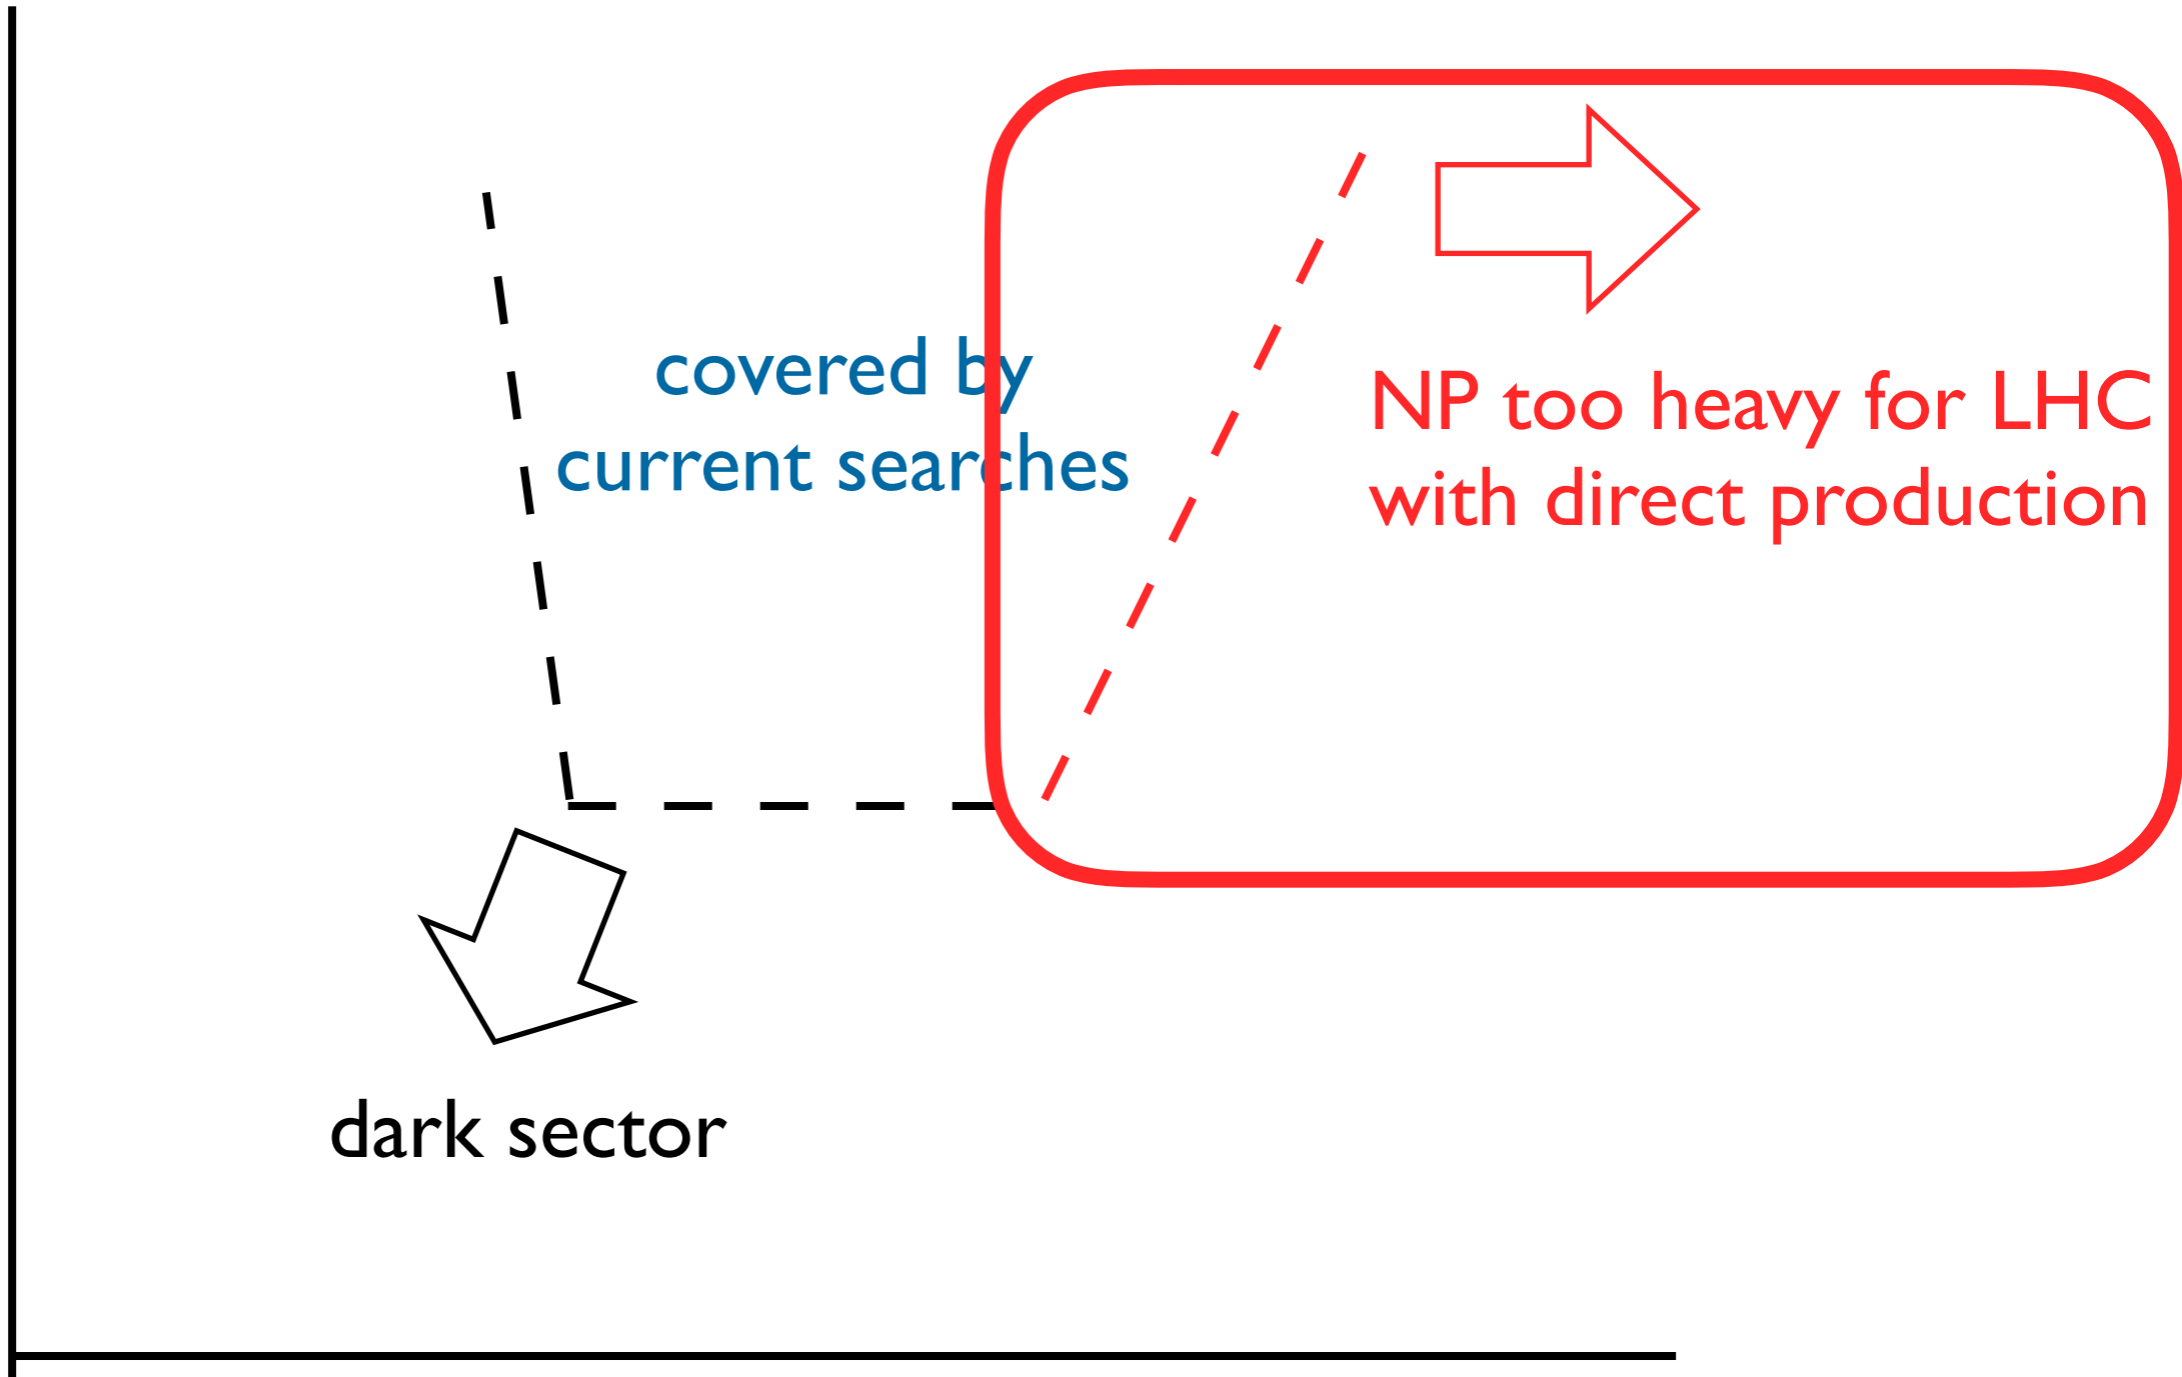 covered by
current searches
NP too heavy for LHC
with direct production
dark sector